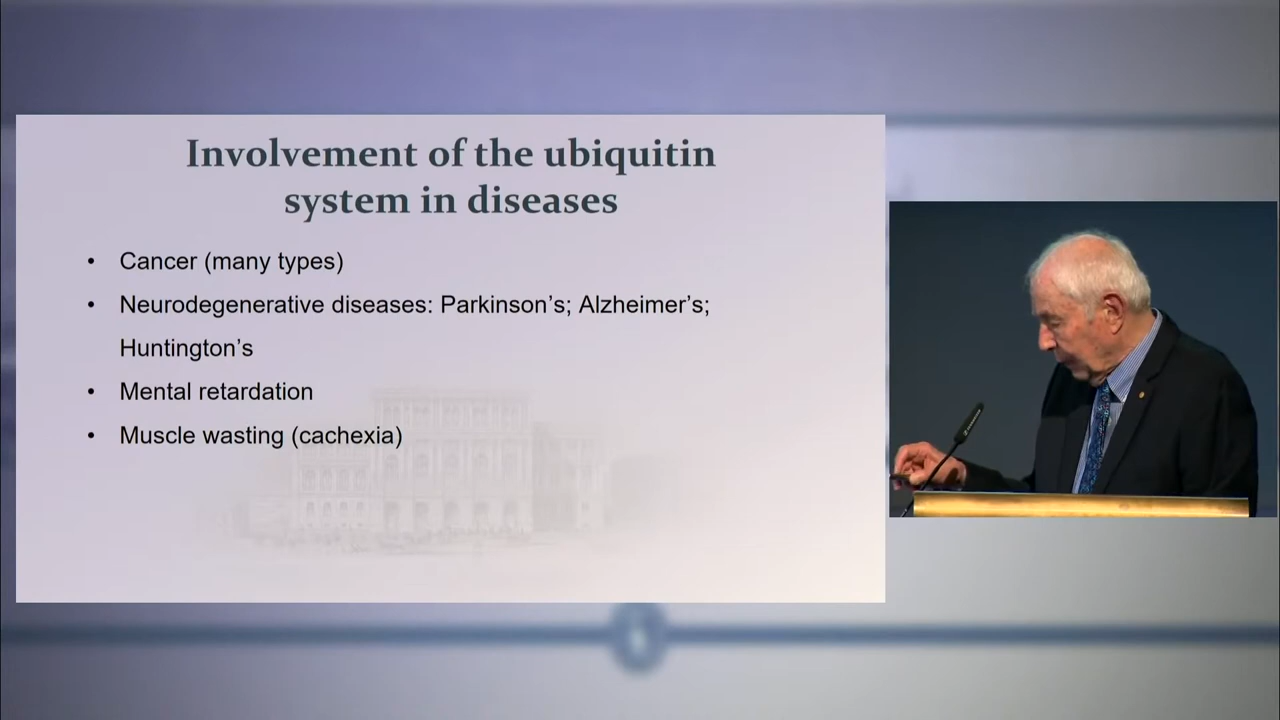 Involvement of the ubiquitin
system in diseases
• Cancer (many types)
• Neurodegenerative diseases: Parkinson’s; Alzheimer’s;
Huntington’s
• Mental retardation
• Muscle wasting (cachexia)